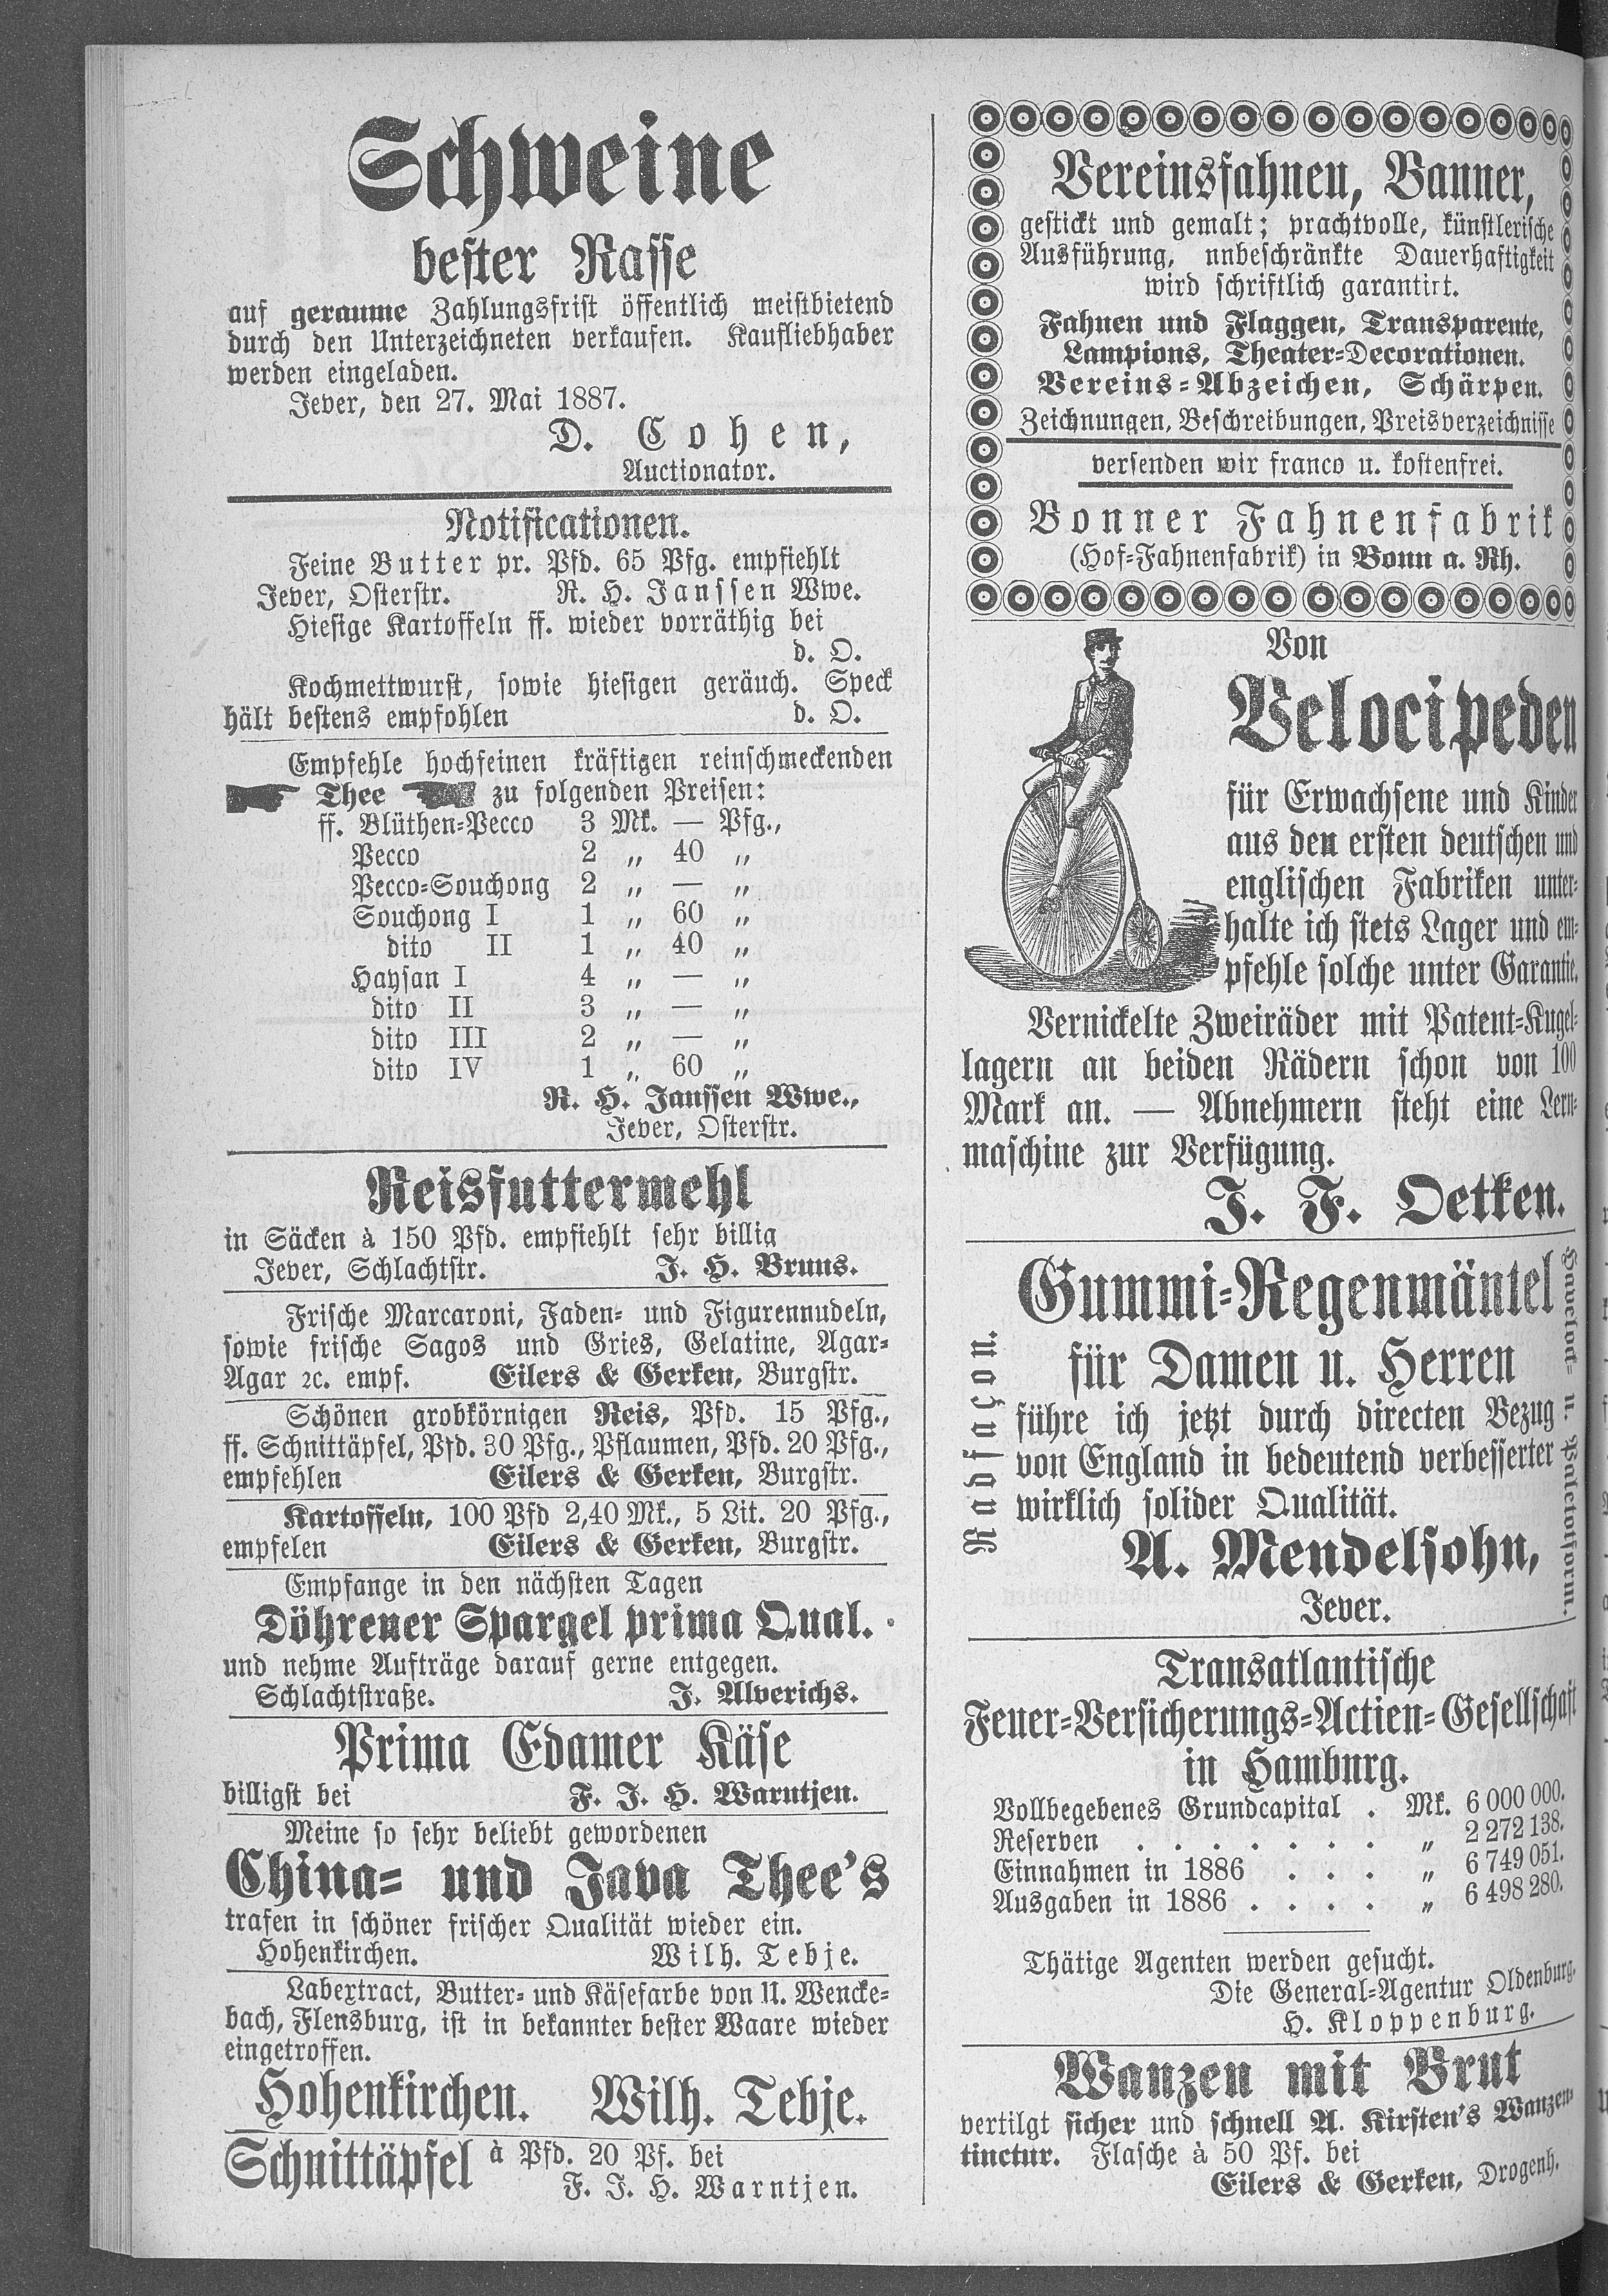 Schweine
bester Rasse
auf geraume Zahlungsfrist öffentlich meistbietend
durch den Unterzeichneten verkaufen. Kaufliebhaber
werden eingeladen.
Jever, den 27. Mai 1887.
D. Cohen,
Auctionator.
Notificationen.
Feine Butter pr. Pfd. 65 Pfg. empfiehlt
Jever, Osterstr. R. H. Janssen Wwe.
Hiesige Kartoffeln ff. wieder vorräthig bei
d. O.
Kochmettwurst, sowie hiesigen geräuch. Speck
hält bestens empfohlen d. O.
Empfehle hochfeinen kräftigen reinschmeckenden
Thee zu folgenden Preisen:
ff. Blüthen-Pecco 3 Mk. — Pfg.,
Pecco 2 „ 40 „
Pecco-Souchong 2 „ — „
Souchong I 1 „ 60 „
dito II 1 „ 40 „
Haysan I 4 „ — „
dito II 3 „ — „
dito III 2 „ — „
dito IV 1 „ 60 „
R. H. Janssen Wwe.,
Jever, Osterstr.
Reisfuttermehl
in Säcken à 150 Pfd. empfiehlt sehr billig
Jever, Schlachtstr. J. H. Bruns.
Frische Marcaroni, Faden- und Figurennudeln,
sowie frische Sagos und Gries, Gelatine, Agar-
Agar ꝛc. empf. Eilers & Gerken, Burgstr.
Schönen grobkörnigen Reis, Pfd. 15 Pfg.,
ff. Schnittäpfel, Pfd. 30 Pfg., Pflaumen, Pfd. 20 Pfg.,
empfehlen Eilers & Gerken, Burgstr.
Kartoffeln, 100 Pfd 2,40 Mk., 5 Lit. 20 Pfg.,
empfelen Eilers & Gerken, Burgstr.
Empfange in den nächsten Tagen
Döhrener Spargel prima Qual.
und nehme Aufträge darauf gerne entgegen.
Schlachtstraße. J. Alverichs.
Prima Edamer Käse
billigst bei F. J. H. Warntjen.
Meine so sehr beliebt gewordenen
China- und Java Thee's
trafen in schöner frischer Qualität wieder ein.
Hohenkirchen. Wilh. Tebje.
Labextract, Butter- und Käsefarbe von U. Wencke-
bach, Flensburg, ist in bekannter bester Waare wieder
eingetroffen.
Hohenkirchen. Wilh. Tebje.
Schnittäpfel à Pfd. 20 Pf. bei
F. J. H. Warntjen.
Vereinsfahnen, Banner,
gestickt und gemalt; prachtvolle, künstlerische
Ausführung, nnbeschränkte Dauerhaftigkeit
wird schriftlich garantirt.
Fahnen und Flaggen, Transparente,
Lampions, Theater-Decorationen.
Vereins-Abzeichen, Schärpen.
Zeichnungen, Beschreibungen, Preisverzeichnisse
versenden wir franco u. kostenfrei.
Bonner Fahnenfabrik
(Hof-Fahnenfabrik) in Bonn a. Rh.
Von
Velocipeden
für Erwachsene und Kinder
aus den ersten deutschen und
englischen Fabriken unter-
halte ich stets Lager und em-
pfehle solche unter Garantie.
Vernickelte Zweiräder mit Patent-Kugel-
lagern an beiden Rädern schon von 100
Mark an. — Abnehmern steht eine Lern-
maschine zur Verfügung.
J. F. Oetken.
Radfaçon.
Gummi-Regenmäntel
für Damen u. Herren
führe ich jetzt durch directen Bezug
von England in bedeutend verbesserter
wirklich solider Qualität.
A. Mendelsohn,
Jever.
Havelock- u. Paletotform.
Transatlantische
Feuer-Versicherungs-Actien-Gesellschaft
in Hamburg.
Vollbegebenes Grundcapital . Mk. 6 000 000.
Reserven . . . . . . . „ 2 272 138.
Einnahmen in 1886 . . . „ 6 749 051.
Ausgaben in 1886 . . . . „ 6 498 280.
Thätige Agenten werden gesucht.
Die General-Agentur Oldenburg.
H. Kloppenburg.
Wanzen mit Brut
vertilgt sicher und schnell A. Kirsten's Wanzen-
tinctur. Flasche à 50 Pf. bei
Eilers & Gerken, Drogenh.